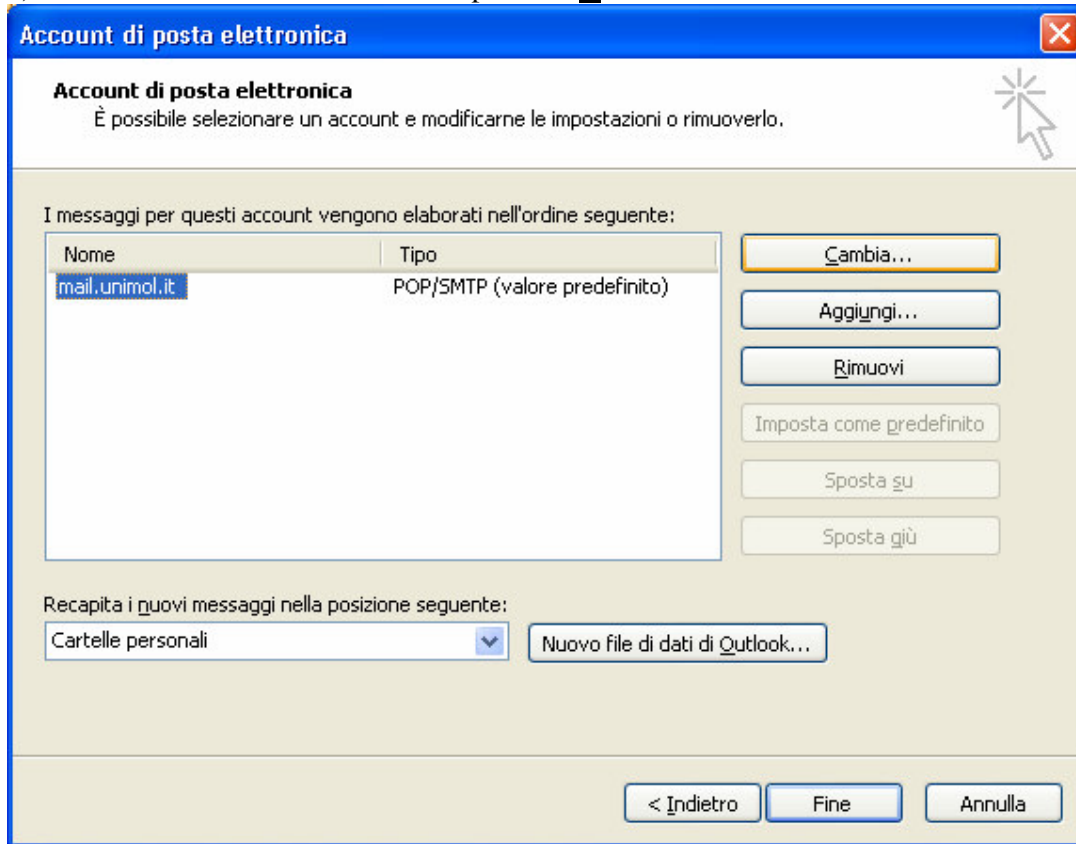 Account di posta elettronica
Account di posta elettronica
È possibile selezionare un account e modificarne le impostazioni o rimuoverlo.
I messaggi per questi account vengono elaborati nell'ordine seguente:
Nome Tipo
mail.unimol.it POP/SMTP (valore predefinito)
Cambia...
Aggiungi...
Rimuovi
Imposta come predefinito
Sposta su
Sposta giù
Recapita i nuovi messaggi nella posizione seguente:
Cartelle personali
Nuovo file di dati di Outlook...
< Indietro Fine Annulla